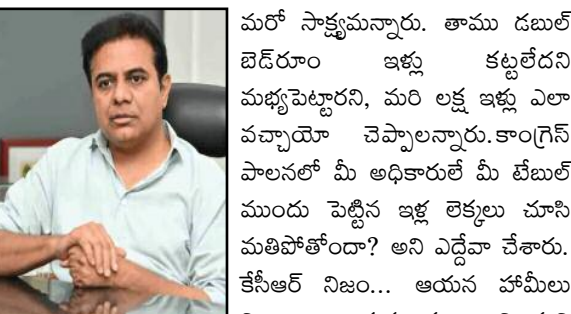 మరో సాక్ష్యమన్నారు. తాము డబుల్
బెడ్‌రూం ఇళ్లు కట్టలేదని
మభ్యపెట్టారని, మరి లక్ష ఇళ్లు ఎలా
వచ్చాయో చెప్పాలన్నారు.కాంగ్రెస్
పాలనలో మీ అధికారులే మీ టేబుల్
ముందు పెట్టిన ఇళ్ల లెక్కలు చూసి
మతిపోతోందా? అని ఎద్దేవా చేశారు.
కేసీఆర్ నిజం... ఆయన హామీలు